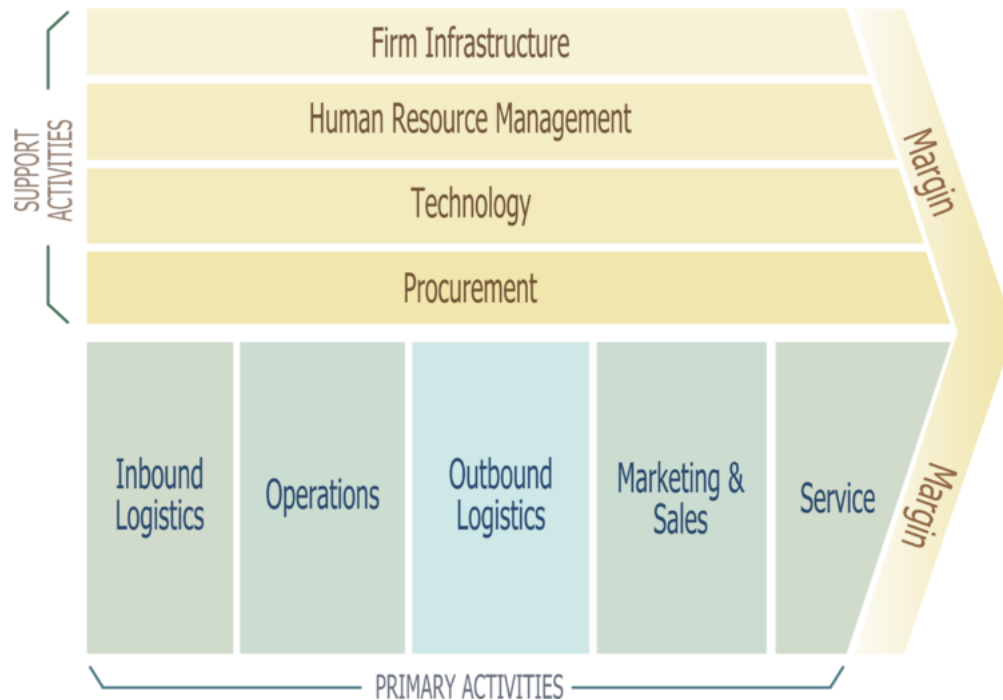 Firm Infrastructure
Human Resource Management
Technology
Procurement
SUPPORT
ACTIVITIES
Margin
Inbound
Logistics
Operations
Outbound
Logistics
Marketing &
Sales
Service
Margin
PRIMARY ACTIVITIES